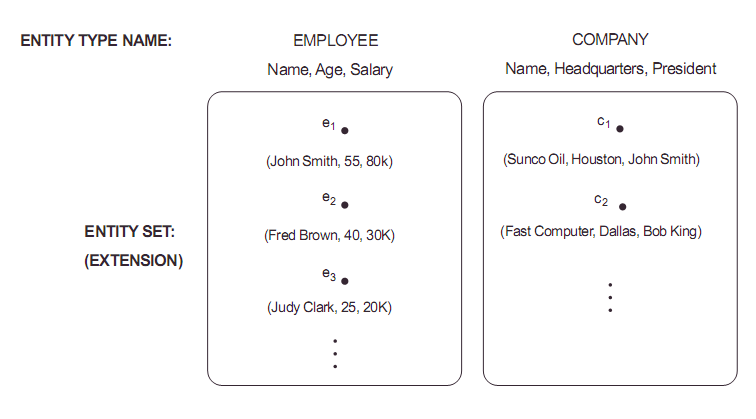 ENTITY TYPE NAME: EMPLOYEE COMPANY
Name, Age, Salary Name, Headquarters, President
e1
(John Smith, 55, 80k)
e2
(Fred Brown, 40, 30K)
e3
(Judy Clark, 25, 20K)
c1
(Sunco Oil, Houston, John Smith)
c2
(Fast Computer, Dallas, Bob King)
ENTITY SET:
(EXTENSION)